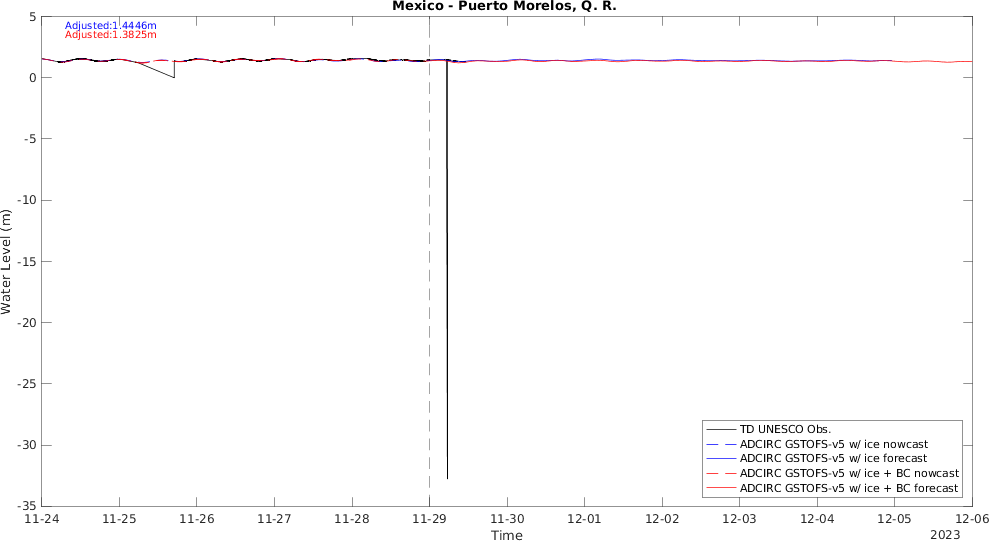 Mexico - Puerto Morelos, Q. R.
Adjusted:1.4446m
Adjusted:1.3825m
5
0
-5
-10
-15
-20
-25
-30
-35
Water Level (m)
TD UNESCO Obs.
ADCIRC GSTOFS-v5 w/ ice nowcast
ADCIRC GSTOFS-v5 w/ ice forecast
ADCIRC GSTOFS-v5 w/ ice + BC nowcast
ADCIRC GSTOFS-v5 w/ ice + BC forecast
11-24 11-25 11-26 11-27 11-28 11-29 11-30 12-01 12-02 12-03 12-04 12-05 12-06
Time
2023